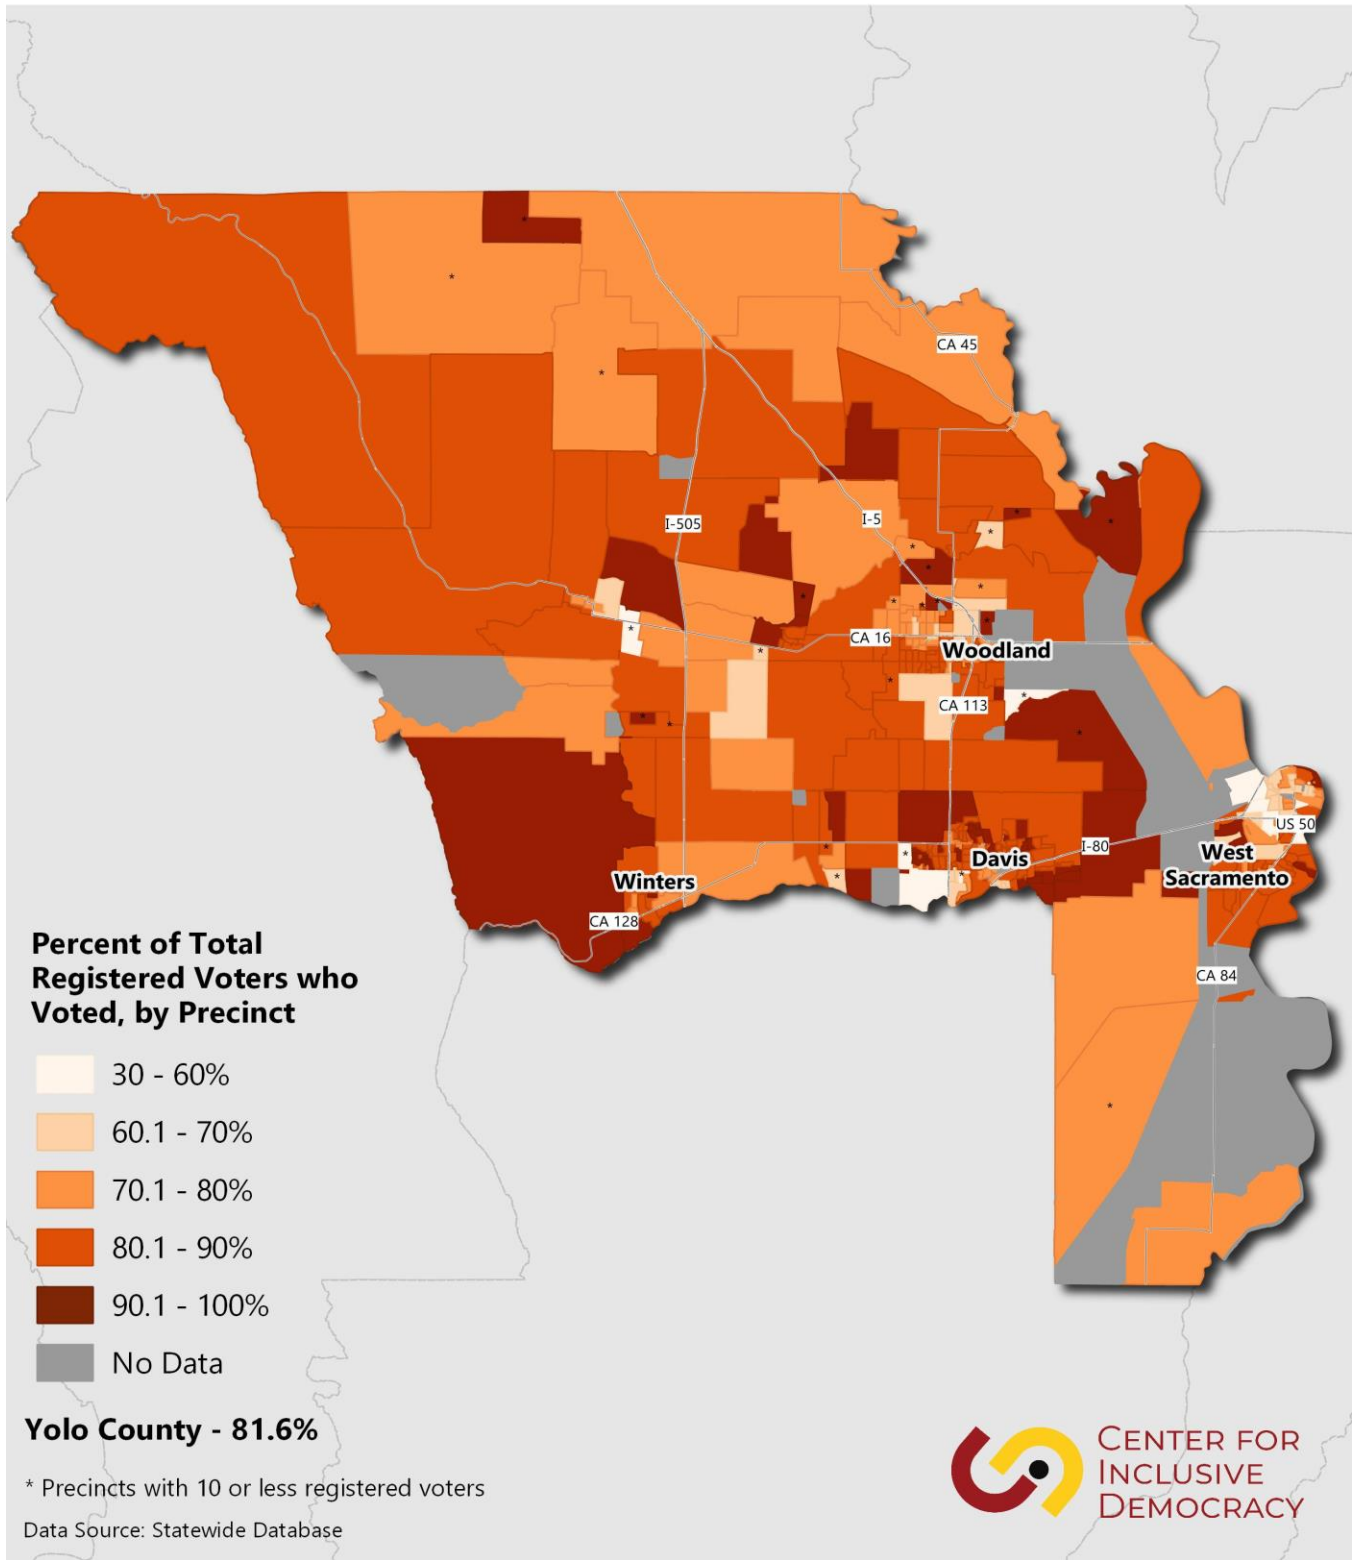 CA 45
I-505
I-5
CA 16
Woodland
CA 113
US 50
I-80
Davis
West
Sacramento
Winters
CA 128
CA 84
Percent of Total
Registered Voters who
Voted, by Precinct
30 - 60%
60.1 - 70%
70.1 - 80%
80.1 - 90%
90.1 - 100%
No Data
Yolo County - 81.6%
* Precincts with 10 or less registered voters
Data Source: Statewide Database
CENTER FOR
INCLUSIVE
DEMOCRACY